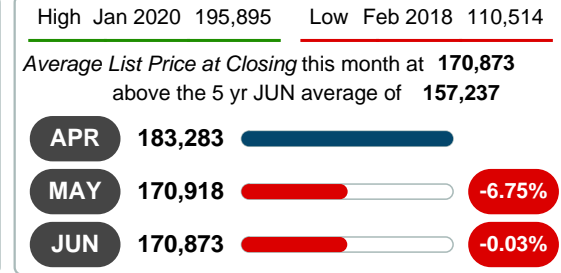 High Jan 2020 195,895 Low Feb 2018 110,514
Average List Price at Closing this month at 170,873
above the 5 yr JUN average of 157,237
APR 183,283
MAY 170,918 -6.75%
JUN 170,873 -0.03%